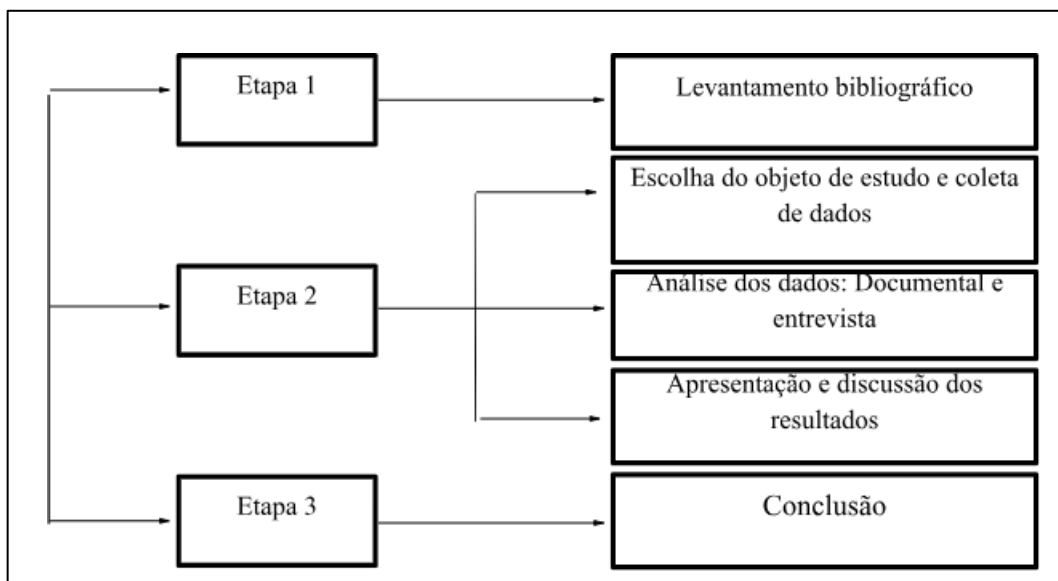 Etapa 1
Levantamento bibliográfico
Escolha do objeto de estudo e coleta
de dados
Etapa 2
Análise dos dados: Documental e
entrevista
Apresentação e discussão dos
resultados
Etapa 3
Conclusão